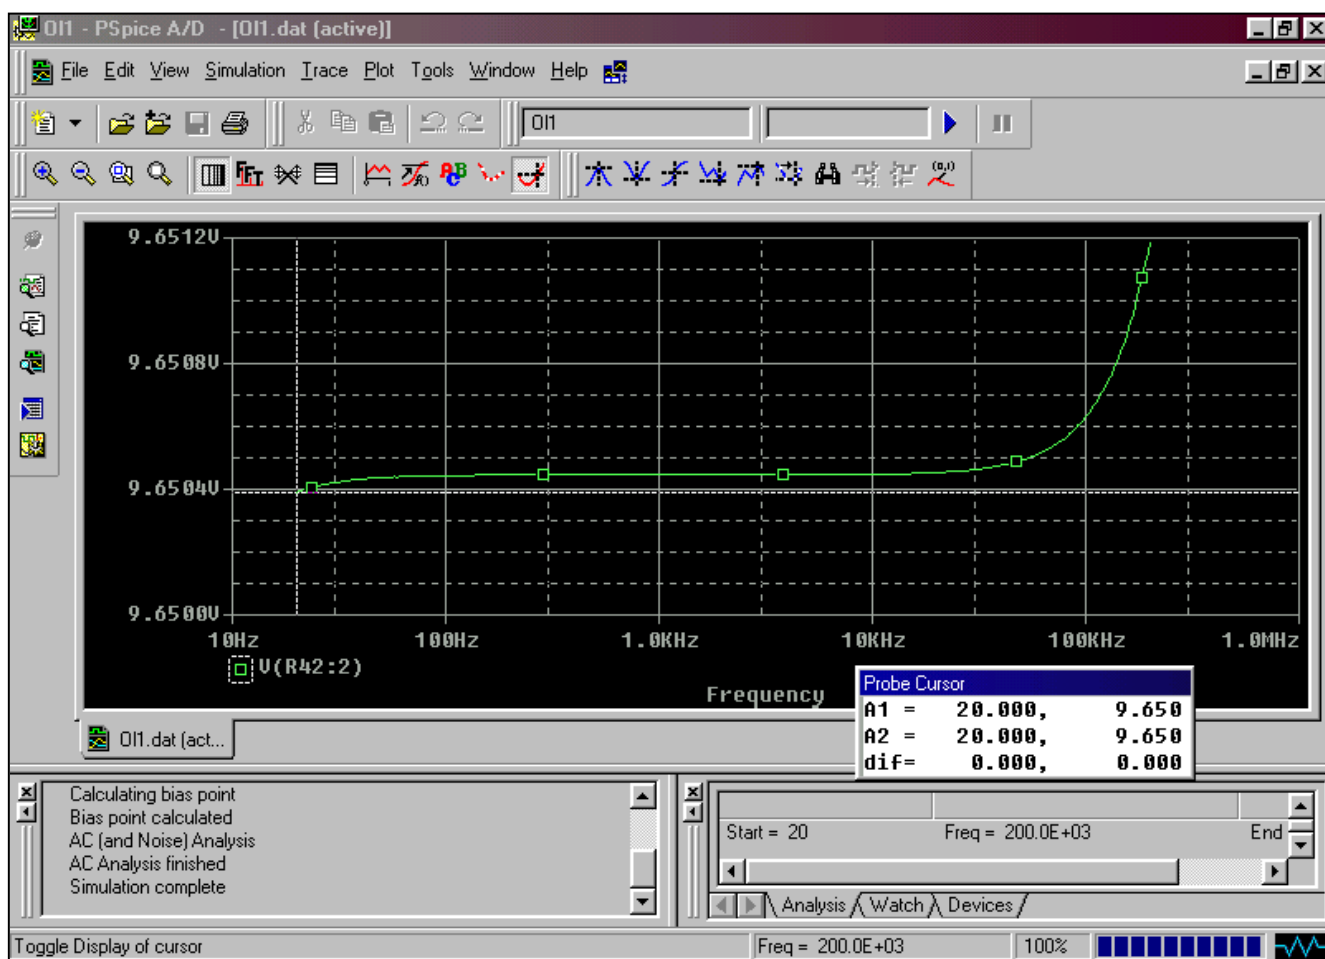 OI1 - PSpice A/D - [OI1.dat (active)]
File Edit View Simulation Trace Plot Tools Window Help
OI1
9.6512V
9.6508V
9.6504V
9.6500V
10Hz 100Hz 1.0KHz 10KHz 100KHz 1.0MHz
V(R42:2)
Frequency
Probe Cursor
A1 = 20.000, 9.650
A2 = 20.000, 9.650
dif= 0.000, 0.000
OI1.dat (act...
Calculating bias point
Bias point calculated
AC (and Noise) Analysis
AC Analysis finished
Simulation complete
Start = 20 Freq = 200.0E+03 End
Analysis Watch Devices
Toggle Display of cursor Freq = 200.0E+03 100%